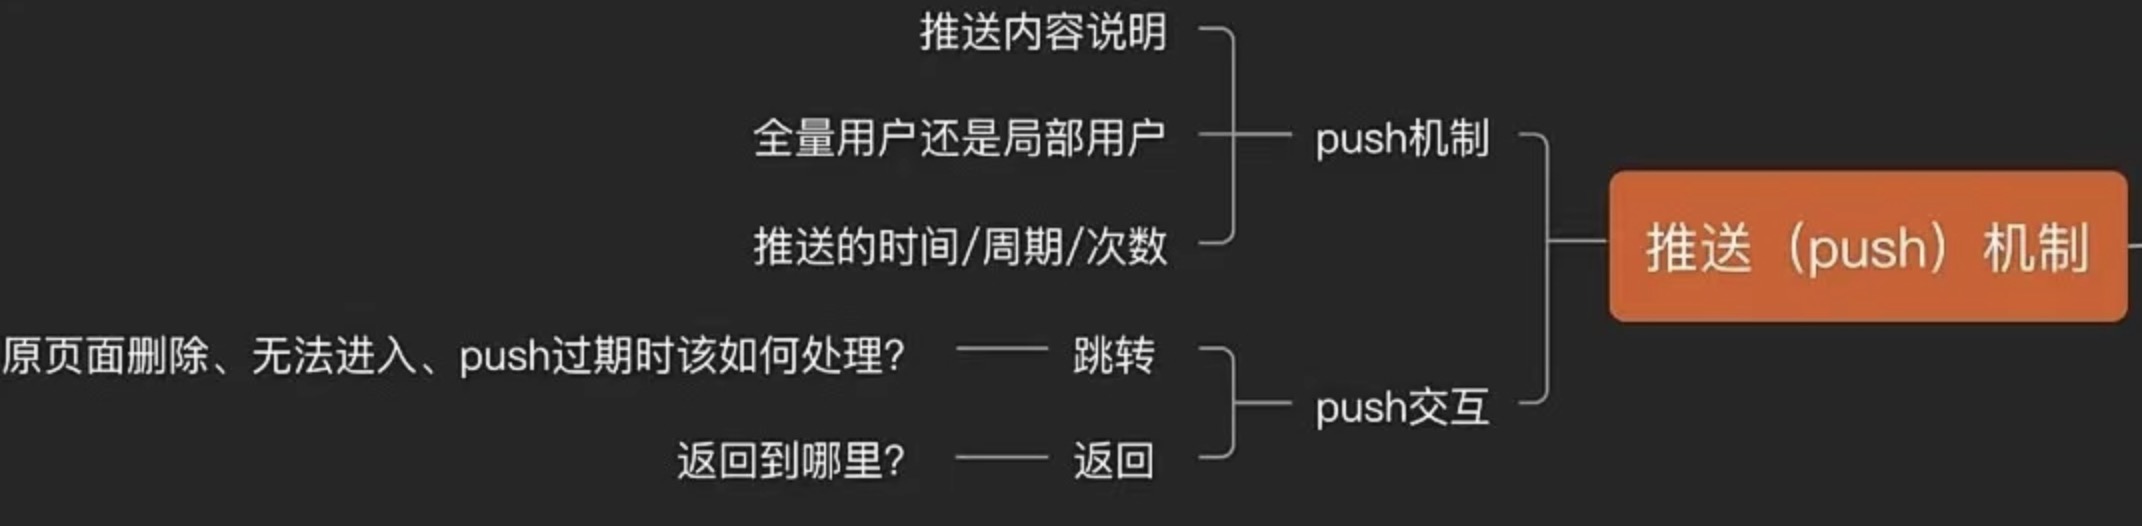 推送内容说明
全量用户还是局部用户
push机制
推送的时间/周期/次数
推送（push）机制
原页面删除、无法进入、push过期时该如何处理?
跳转
push交互
返回到哪里?
返回